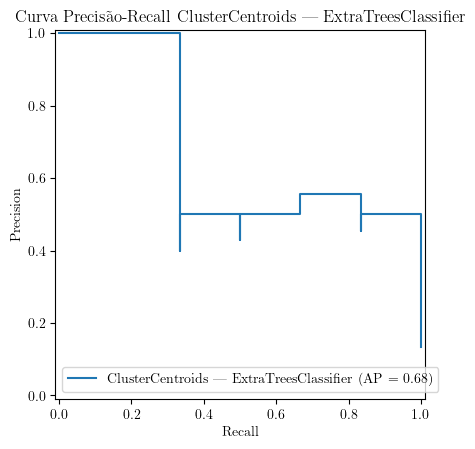 Curva Precisão-Recall ClusterCentroids — ExtraTreesClassifier
1.0
0.8
0.6
0.4
0.2
0.0
Precision
ClusterCentroids — ExtraTreesClassifier (AP = 0.68)
0.0 0.2 0.4 0.6 0.8 1.0
Recall